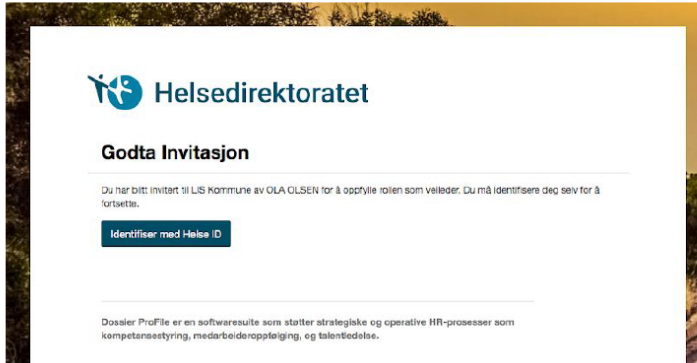 Helsedirektoratet
Godta Invitasjon
Du har blitt invitert til LIS Kommune av OLA OLSEN for å oppfylle rollen som veileder. Du må identifisere deg selv for å
fortsette.
Identifiser med Helse ID
Dossier ProFile er en softwaresuite som støtter strategiske og operative HR-prosesser som
kompetansestyring, medarbeideroppfølging, og talentledelse.